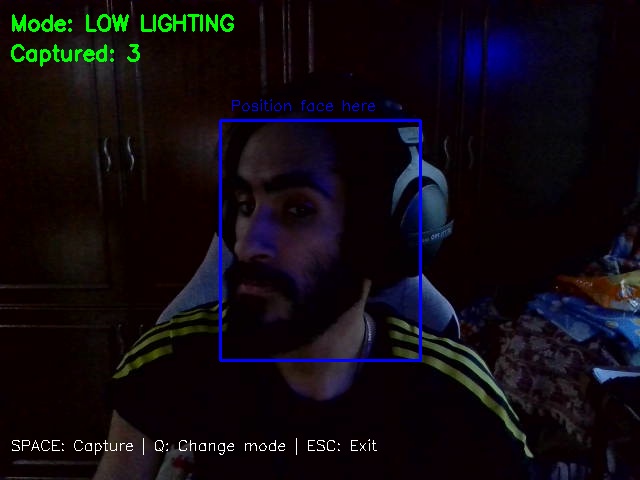 Mode: LOW LIGHTING
Captured: 3
Position face here
SPACE: Capture | Q: Change mode | ESC: Exit